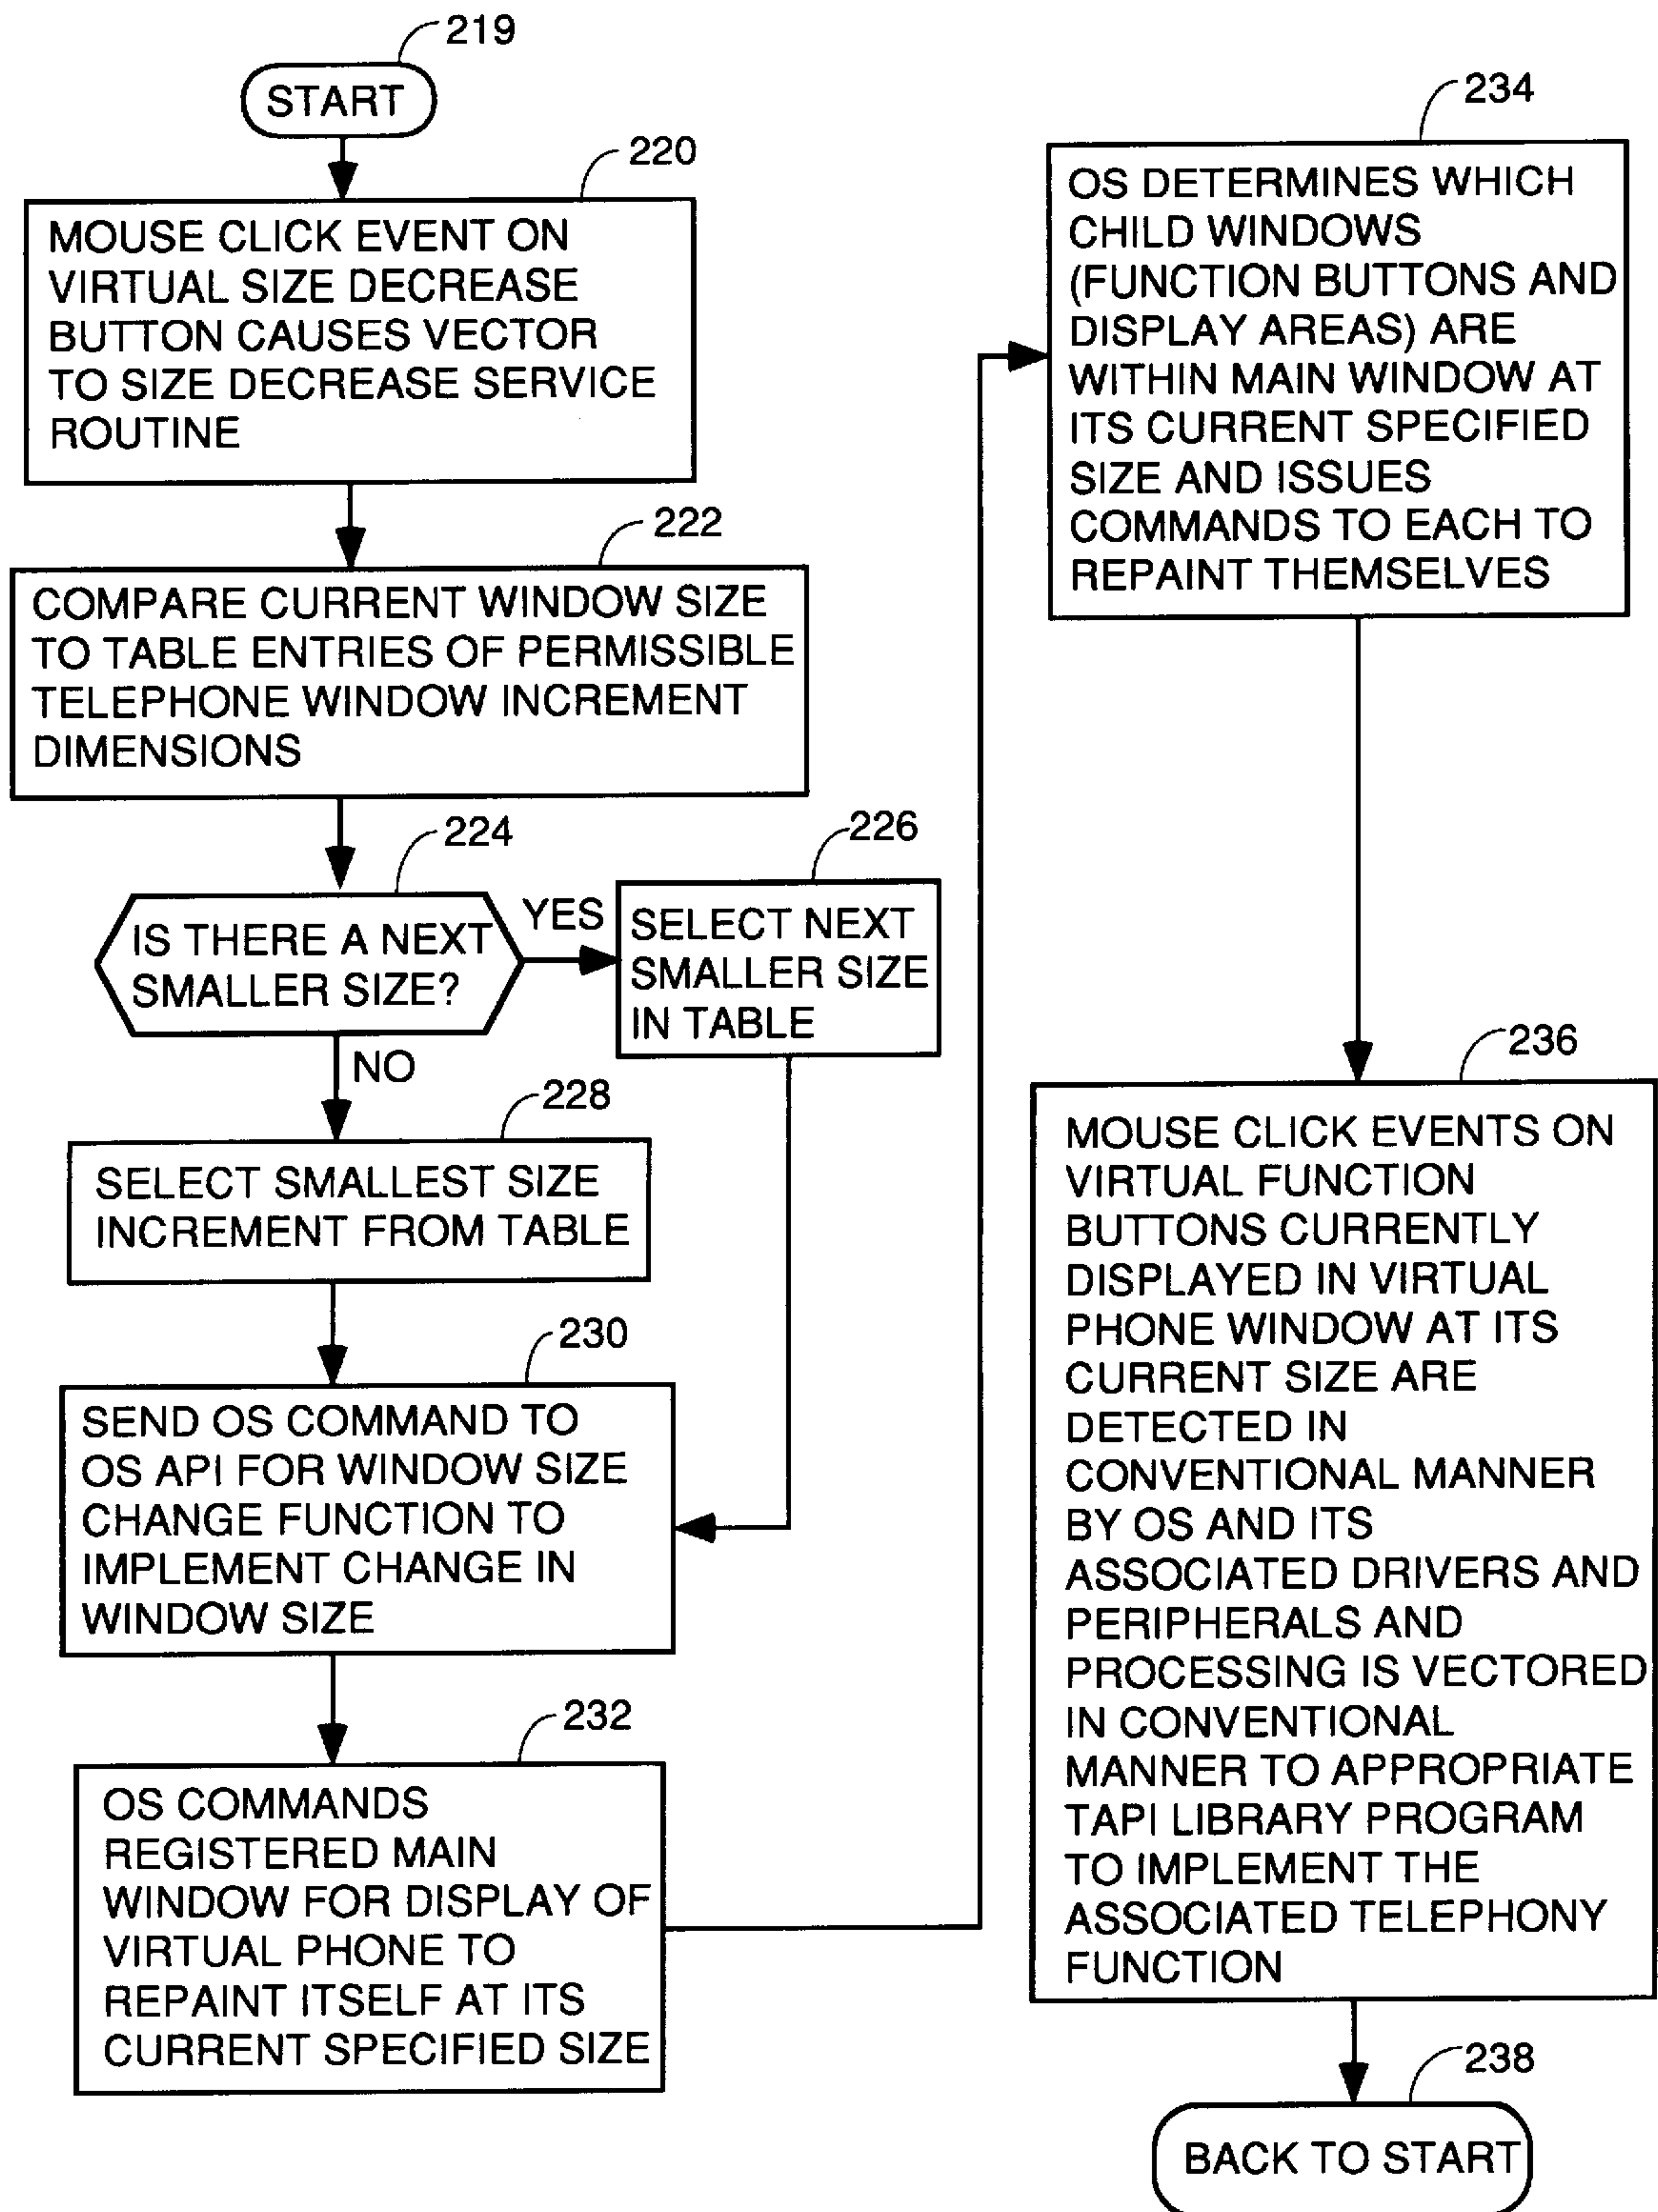 219
START
220
MOUSE CLICK EVENT ON
VIRTUAL SIZE DECREASE
BUTTON CAUSES VECTOR
TO SIZE DECREASE SERVICE
ROUTINE
222
COMPARE CURRENT WINDOW SIZE
TO TABLE ENTRIES OF PERMISSIBLE
TELEPHONE WINDOW INCREMENT
DIMENSIONS
224
IS THERE A NEXT
SMALLER SIZE?
YES
226
SELECT NEXT
SMALLER SIZE
IN TABLE
NO
228
SELECT SMALLEST SIZE
INCREMENT FROM TABLE
230
SEND OS COMMAND TO
OS API FOR WINDOW SIZE
CHANGE FUNCTION TO
IMPLEMENT CHANGE IN
WINDOW SIZE
232
OS COMMANDS
REGISTERED MAIN
WINDOW FOR DISPLAY OF
VIRTUAL PHONE TO
REPAINT ITSELF AT ITS
CURRENT SPECIFIED SIZE
234
OS DETERMINES WHICH
CHILD WINDOWS
(FUNCTION BUTTONS AND
DISPLAY AREAS) ARE
WITHIN MAIN WINDOW AT
ITS CURRENT SPECIFIED
SIZE AND ISSUES
COMMANDS TO EACH TO
REPAINT THEMSELVES
236
MOUSE CLICK EVENTS ON
VIRTUAL FUNCTION
BUTTONS CURRENTLY
DISPLAYED IN VIRTUAL
PHONE WINDOW AT ITS
CURRENT SIZE ARE
DETECTED IN
CONVENTIONAL MANNER
BY OS AND ITS
ASSOCIATED DRIVERS AND
PERIPHERALS AND
PROCESSING IS VECTORED
IN CONVENTIONAL
MANNER TO APPROPRIATE
TAPI LIBRARY PROGRAM
TO IMPLEMENT THE
ASSOCIATED TELEPHONY
FUNCTION
238
BACK TO START